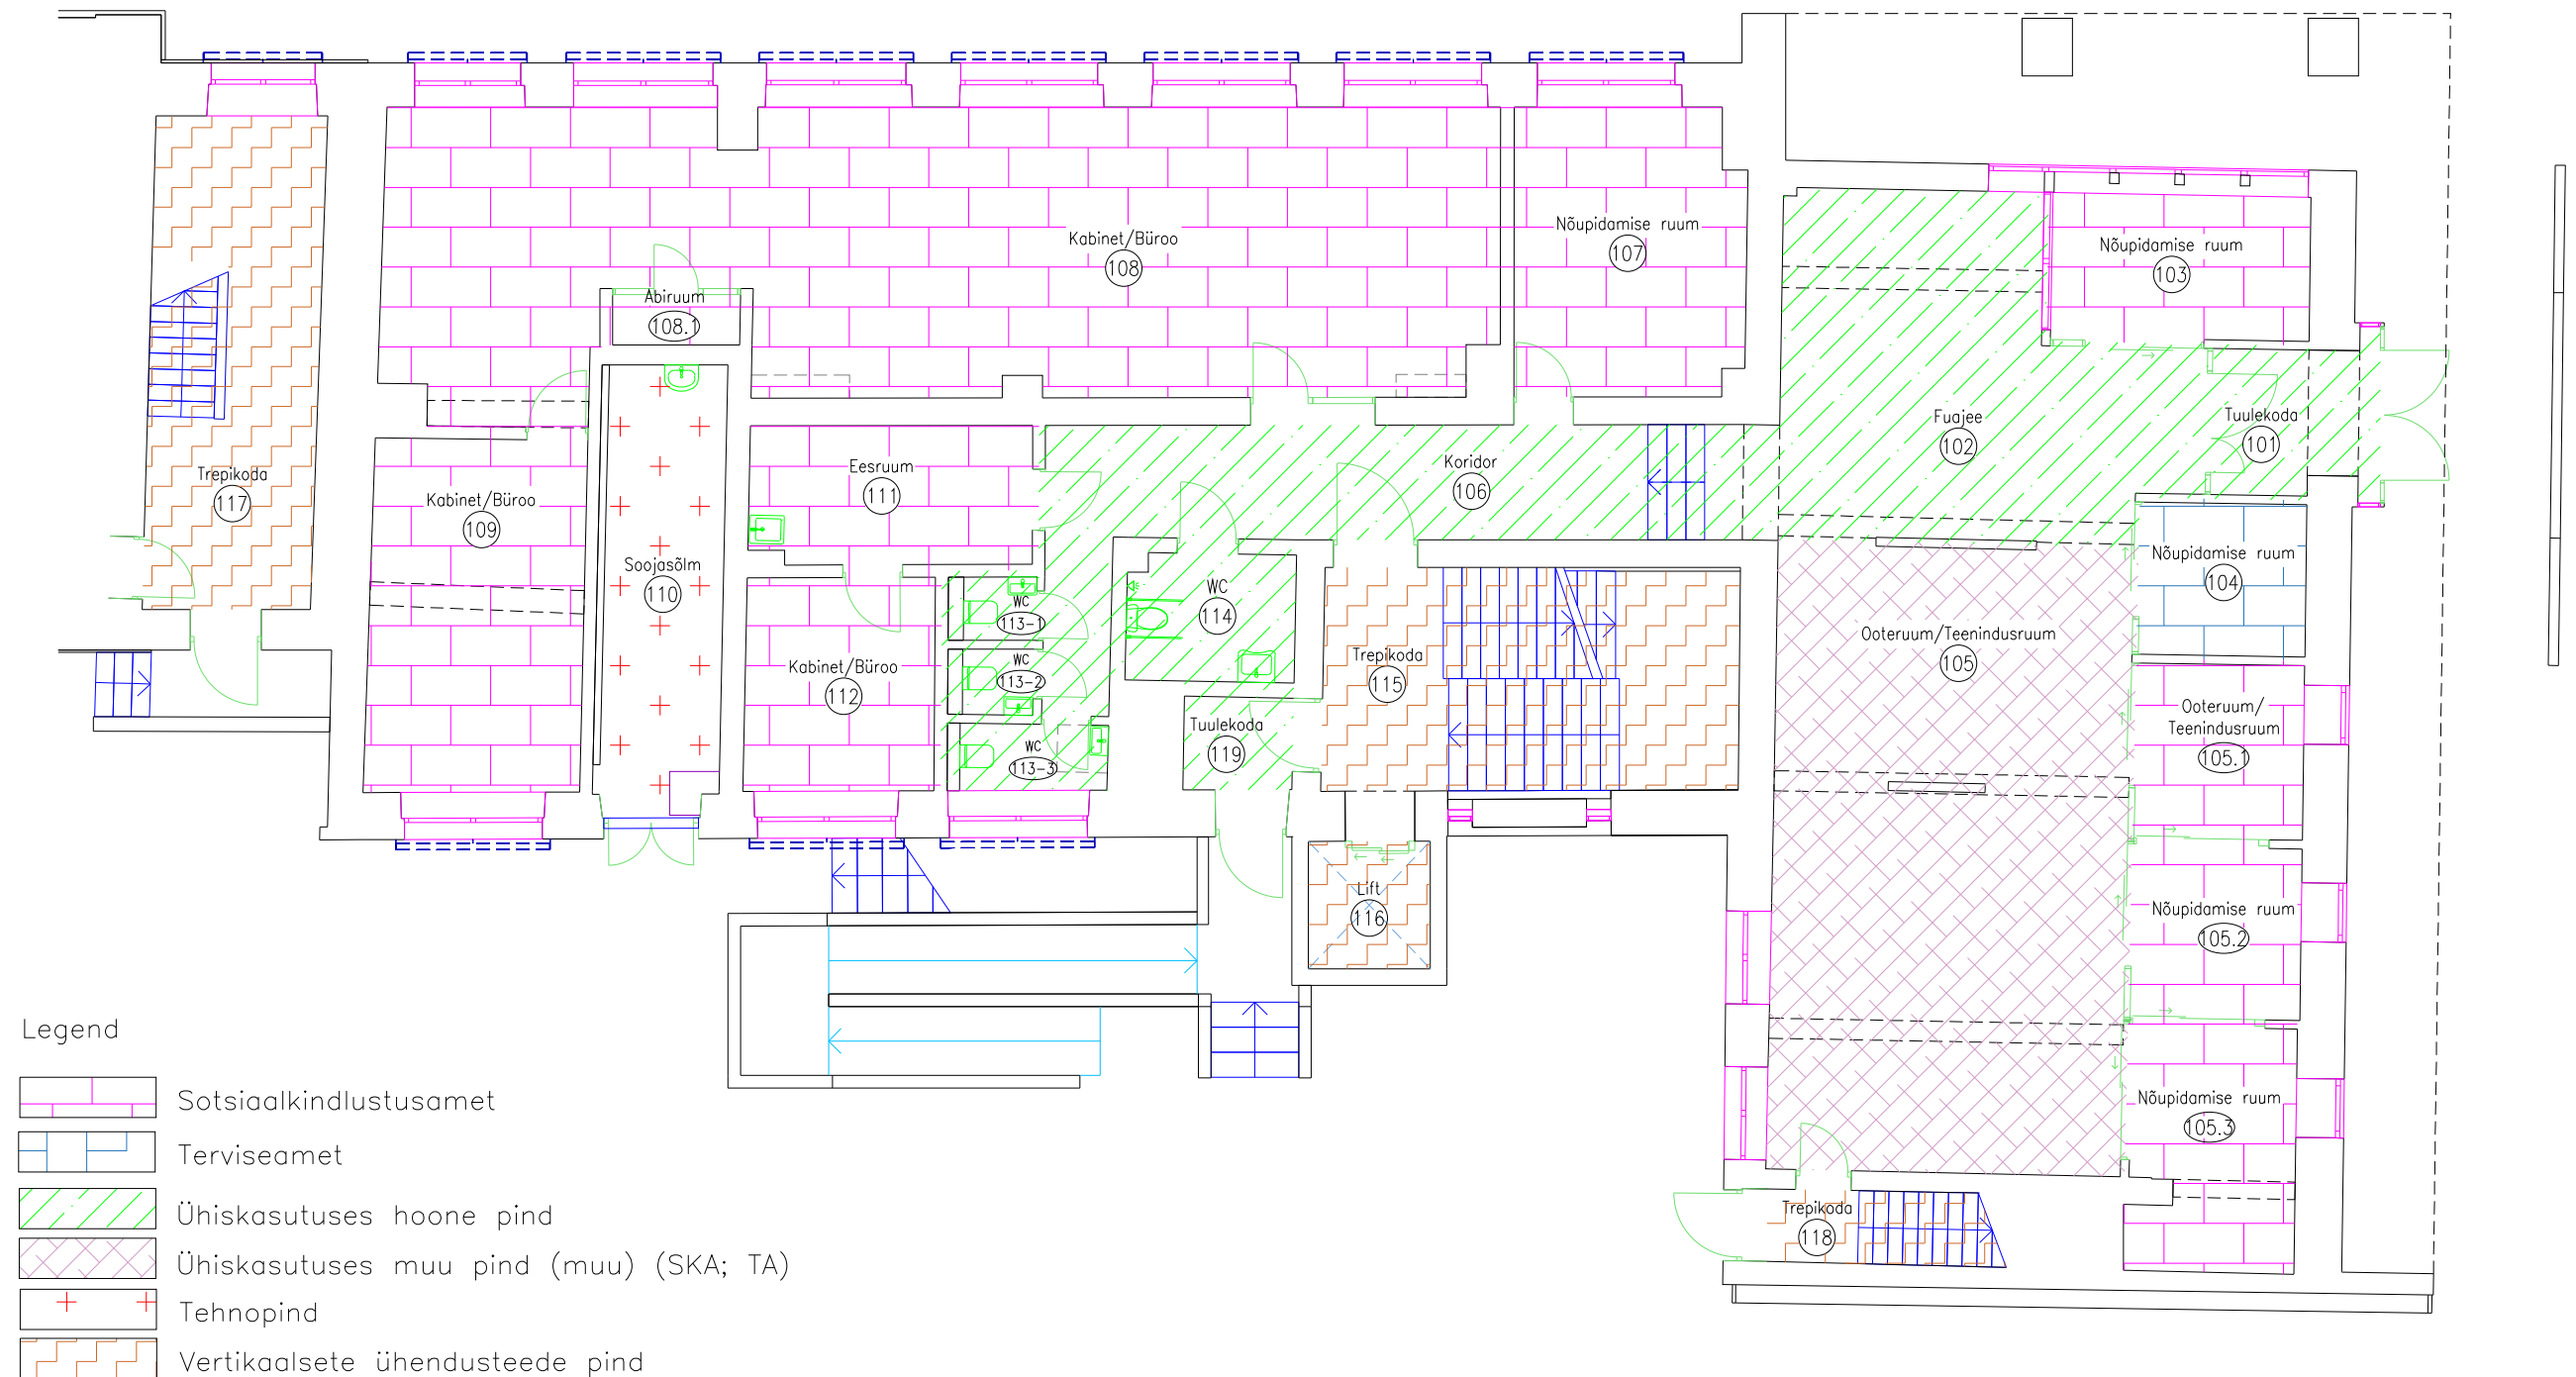 Nõupidamise ruum
107
Kabinet/Büroo
108
Nõupidamise ruum
103
Abiruum
108.1
Fuajee
102
Tuulekoda
101
Trepikoda
117
Kabinet/Büroo
109
Eesruum
111
Koridor
106
Soojasõlm
110
Nõupidamise ruum
104
WC
113-1
WC
114
Ooteruum/Teenindusruum
105
Kabinet/Büroo
112
WC
113-2
Trepikoda
115
Tuulekoda
119
WC
113-3
Ooteruum/
Teenindusruum
105.1
Lift
116
Nõupidamise ruum
105.2
Nõupidamise ruum
105.3
Trepikoda
118
Legend
Sotsiaalkindlustusamet
Terviseamet
Ühiskasutuses hoone pind
Ühiskasutuses muu pind (muu) (SKA; TA)
Tehnopind
Vertikaalsete ühendusteede pind